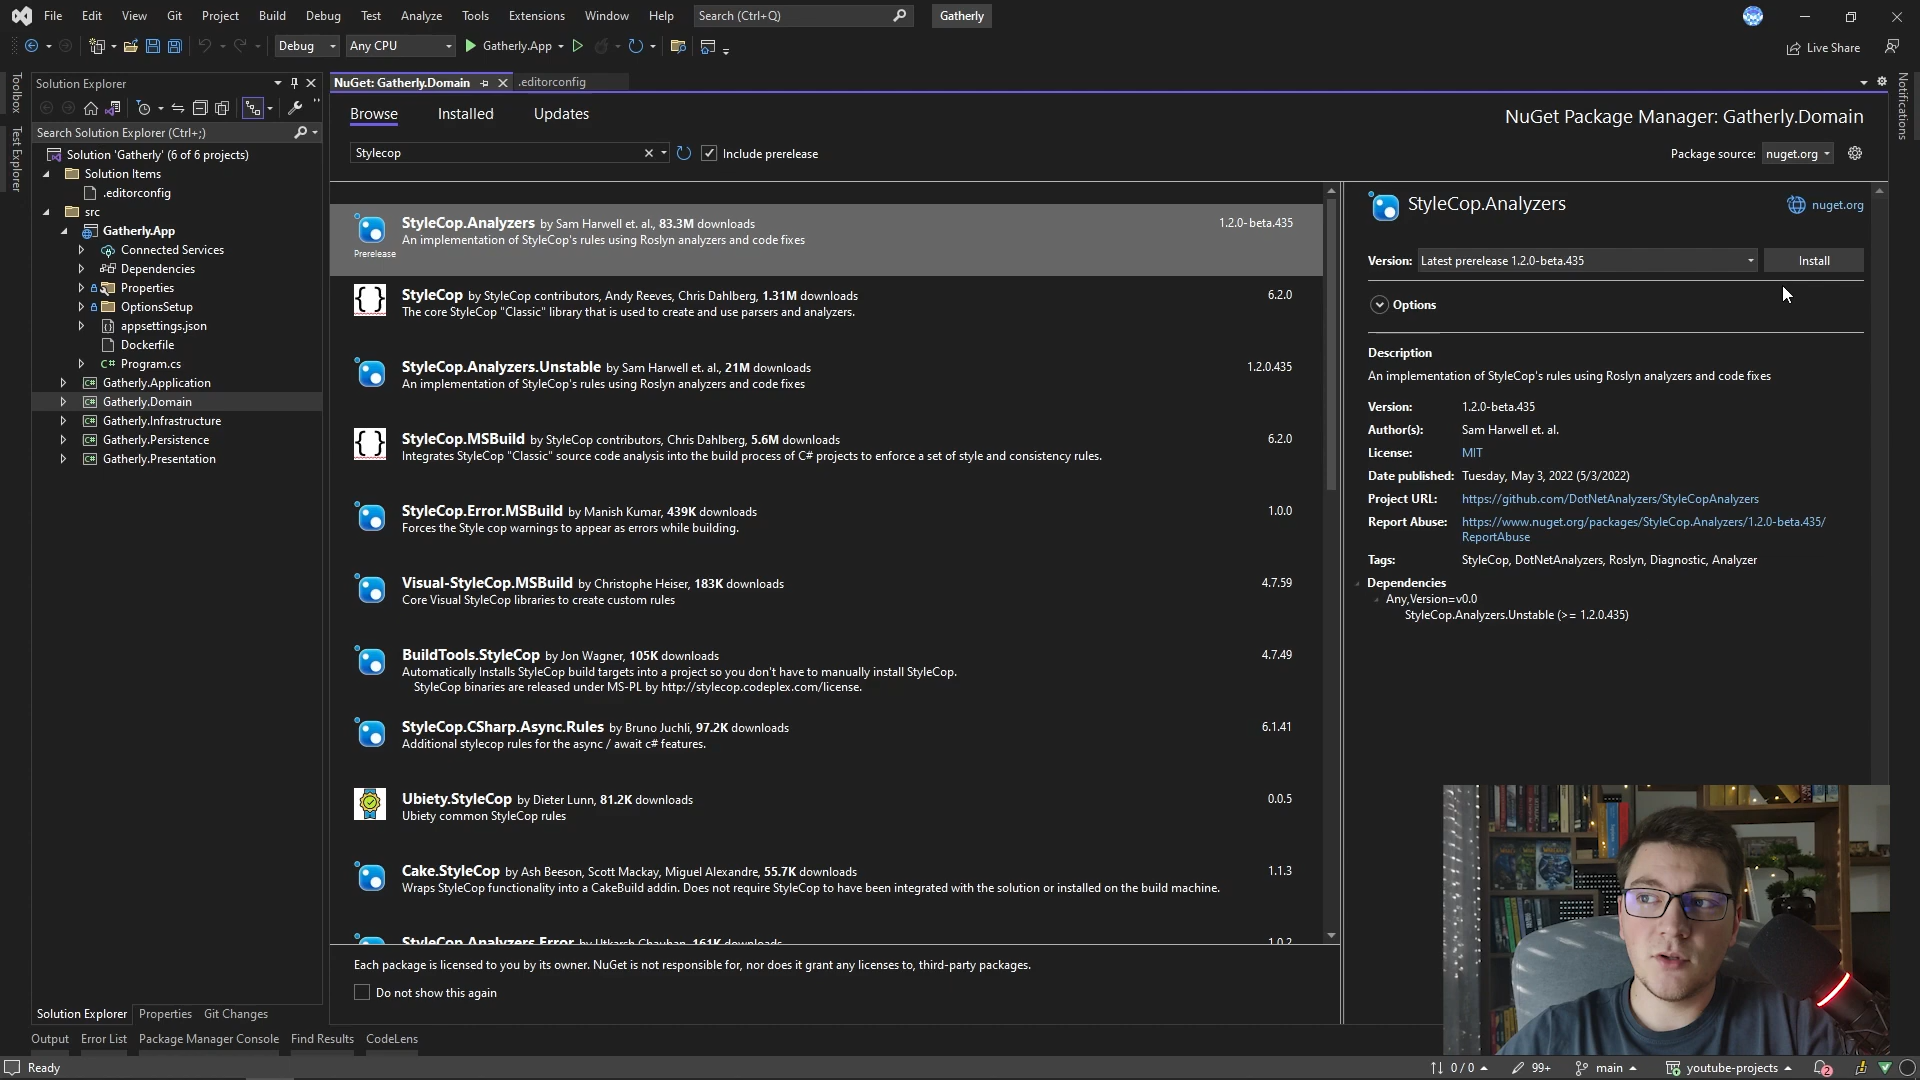 File Edit View Git Project Build Debug Test Analyze Tools Extensions Window Help Search (Ctrl+Q) Gatherly
Debug Any CPU Gatherly.App Live Share
Toolbox
Test Explorer
Notifications
Solution Explorer
Search Solution Explorer (Ctrl+;)
Solution 'Gatherly' (6 of 6 projects)
Solution Items
.editorconfig
src
Gatherly.App
Connected Services
Dependencies
Properties
OptionsSetup
appsettings.json
Dockerfile
C# Program.cs
C# Gatherly.Application
C# Gatherly.Domain
C# Gatherly.Infrastructure
C# Gatherly.Persistence
C# Gatherly.Presentation
NuGet: Gatherly.Domain .editorconfig
Browse Installed Updates
NuGet Package Manager: Gatherly.Domain
Stylecop Include prerelease
Package source: nuget.org
StyleCop.Analyzers by Sam Harwell et. al., 83.3M downloads 1.2.0-beta.435
An implementation of StyleCop's rules using Roslyn analyzers and code fixes
Prerelease
StyleCop by StyleCop contributors, Andy Reeves, Chris Dahlberg, 1.31M downloads 6.2.0
The core StyleCop "Classic" library that is used to create and use parsers and analyzers.
StyleCop.Analyzers.Unstable by Sam Harwell et. al., 21M downloads 1.2.0.435
An implementation of StyleCop's rules using Roslyn analyzers and code fixes
StyleCop.MSBuild by StyleCop contributors, Chris Dahlberg, 5.6M downloads 6.2.0
Integrates StyleCop "Classic" source code analysis into the build process of C# projects to enforce a set of style and consistency rules.
StyleCop.Error.MSBuild by Manish Kumar, 439K downloads 1.0.0
Forces the Style cop warnings to appear as errors while building.
Visual-StyleCop.MSBuild by Christophe Heiser, 183K downloads 4.7.59
Core Visual StyleCop libraries to create custom rules
BuildTools.StyleCop by Jon Wagner, 105K downloads 4.7.49
Automatically Installs StyleCop build targets into a project so you don't have to manually install StyleCop.
StyleCop binaries are released under MS-PL by http://stylecop.codeplex.com/license.
StyleCop.CSharp.Async.Rules by Bruno Juchli, 97.2K downloads 6.1.41
Additional stylecop rules for the async / await c# features.
Ubiety.StyleCop by Dieter Lunn, 81.2K downloads 0.0.5
Ubiety common StyleCop rules
Cake.StyleCop by Ash Beeson, Scott Mackay, Miguel Alexandre, 55.7K downloads 1.1.3
Wraps StyleCop functionality into a CakeBuild addin. Does not require StyleCop to have been integrated with the solution or installed on the build machine.
StyleCop.Analyzers.Error by Utkarsh Chauhan, 161K downloads 1.0.2
Each package is licensed to you by its owner. NuGet is not responsible for, nor does it grant any licenses to, third-party packages.
Do not show this again
StyleCop.Analyzers nuget.org
Version: Latest prerelease 1.2.0-beta.435 Install
Options
Description
An implementation of StyleCop's rules using Roslyn analyzers and code fixes
Version: 1.2.0-beta.435
Author(s): Sam Harwell et. al.
License: MIT
Date published: Tuesday, May 3, 2022 (5/3/2022)
Project URL: https://github.com/DotNetAnalyzers/StyleCopAnalyzers
Report Abuse: https://www.nuget.org/packages/StyleCop.Analyzers/1.2.0-beta.435/
ReportAbuse
Tags: StyleCop, DotNetAnalyzers, Roslyn, Diagnostic, Analyzer
Dependencies
Any,Version=v0.0
StyleCop.Analyzers.Unstable (>= 1.2.0.435)
Solution Explorer Properties Git Changes
Output Error List Package Manager Console Find Results CodeLens
Ready 0 / 0 99+ main youtube-projects 2